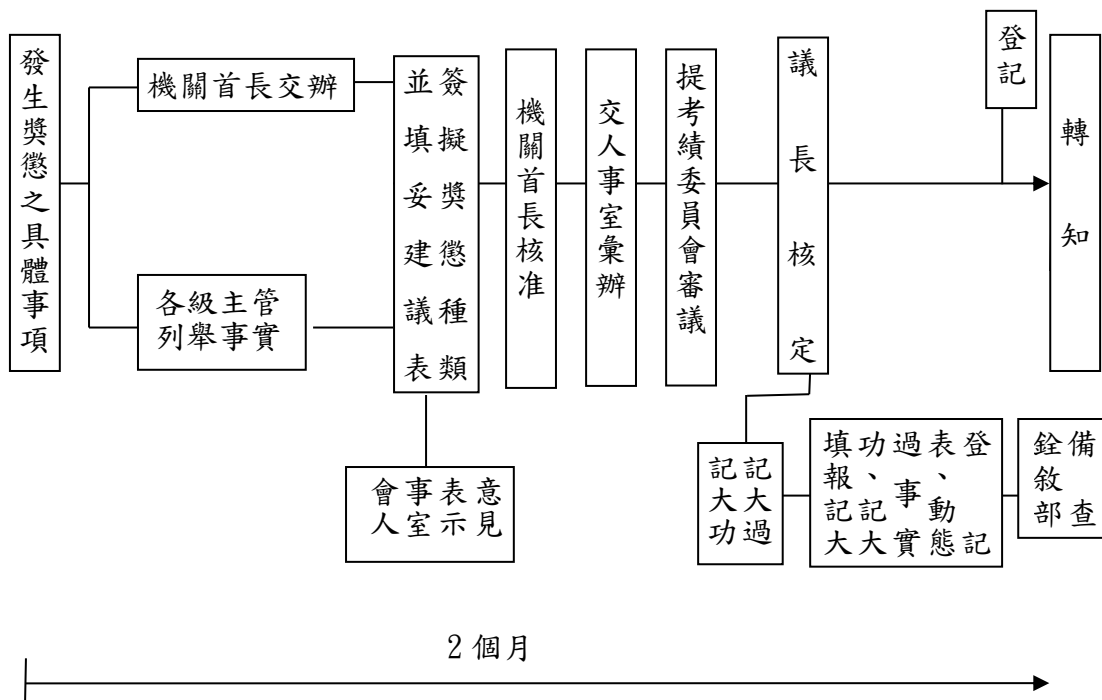 發生獎懲之具體事項
機關首長交辦
各級主管
列舉事實
簽擬獎懲種類
並填妥建議表
會事表意
人室示見
機關首長核准
交人事室彙辦
提考績委員會審議
議長核定
登記
轉知
記大過
記大功
填報記大
功、記大
過事實
表、動態
登記
銓敘部
備查
2個月